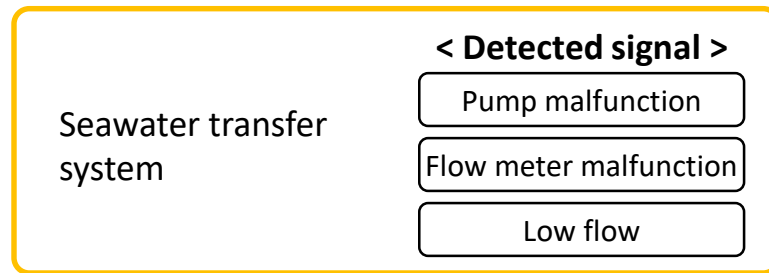 < Detected signal >
Pump malfunction
Seawater transfer
system
Flow meter malfunction
Low flow